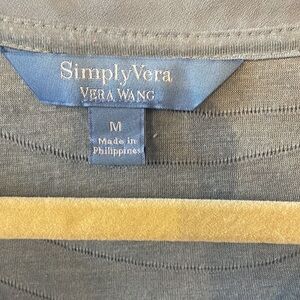 SimplyVera
VERA WANG
M
Made in
Philippines